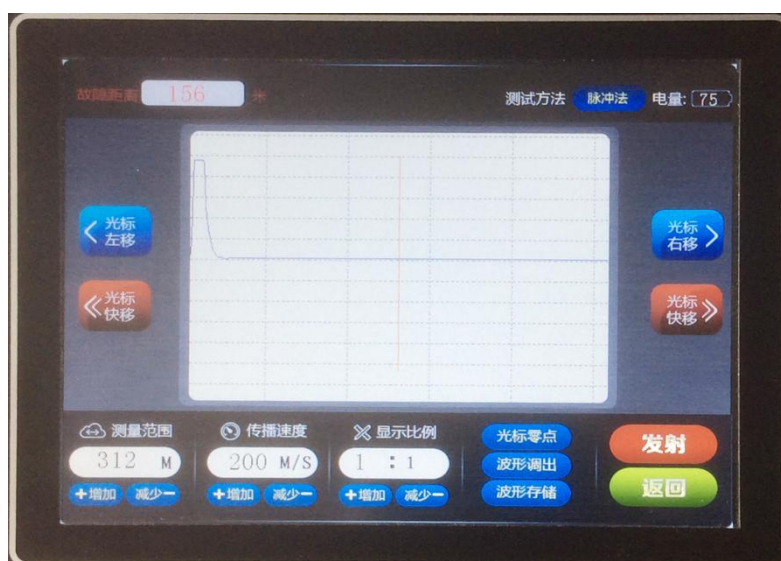 故障距离 156 米 测试方法 脉冲法 电量: 75
光标
左移
光标
右移
光标
快移
光标
快移
测量范围 传播速度 显示比例
312 M 200 M/S 1 : 1
+增加 减少− +增加 减少− +增加 减少−
光标零点
波形调出
波形存储
发射
返回